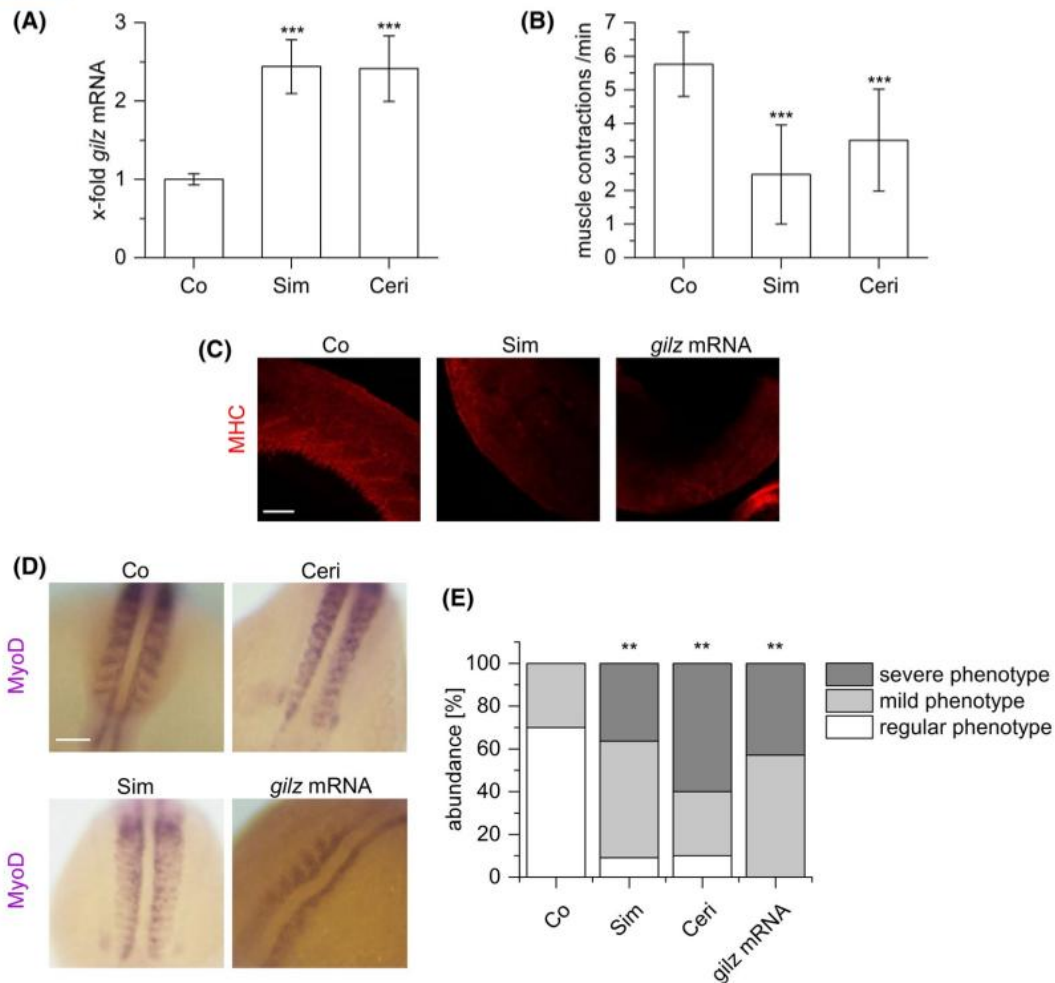 (A)
3
2
1
0
x-fold gilz mRNA
***
***
Co
Sim
Ceri
(B)
7
6
5
4
3
2
1
0
muscle contractions /min
***
***
Co
Sim
Ceri
(C)
Co
Sim
gilz mRNA
MHC
(D)
Co
Ceri
MyoD
Sim
gilz mRNA
MyoD
(E)
**
**
**
100
80
60
40
20
0
abundance [%]
Co
Sim
Ceri
gilz mRNA
severe phenotype
mild phenotype
regular phenotype